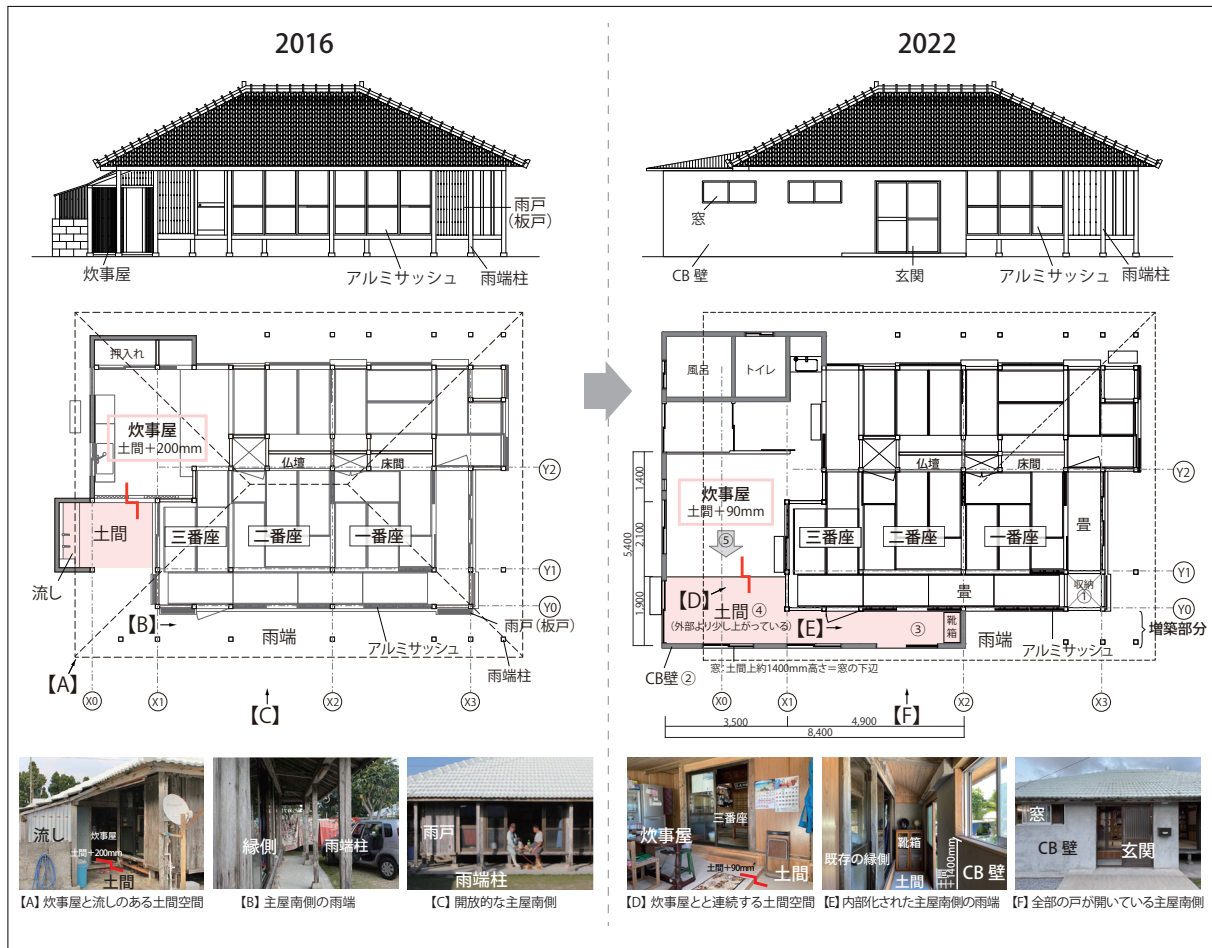 2016
雨戸
（板戸）
炊事屋
アルミサッシュ
雨端柱
押入れ
炊事屋
土間＋200mm
仏壇
床間
Y2
土間
三番座
二番座
一番座
流し
Y1
Y0
【B】
雨端
雨戸（板戸）
アルミサッシュ
雨端柱
【A】
X0
X1
X2
X3
【C】
流し
炊事屋
土間＋200mm
土間
【A】炊事屋と流しのある土間空間
縁側
雨端柱
【B】主屋南側の雨端
雨戸
雨端柱
【C】開放的な主屋南側
2022
窓
CB 壁
玄関
アルミサッシュ
雨端柱
風呂
トイレ
仏壇
床間
Y2
炊事屋
土間＋90mm
⑤
三番座
二番座
一番座
畳
1,400
2,100
5,400
1,900
Y1
【D】
土間 ④
（外部より少し上がっている）
畳
収納
①
Y0
【E】
③
靴箱
雨端
増築部分
アルミサッシュ
CB壁 ②
窓：土間上約1400mm高さ＝窓の下辺
X0
X1
X2
X3
【F】
3,500
4,900
8,400
三番座
炊事屋
土間＋90mm
土間
【D】炊事屋とと連続する土間空間
既存の縁側
靴箱
土間
土間＋1400mm
CB 壁
【E】内部化された主屋南側の雨端
窓
CB 壁
玄関
【F】全部の戸が開いている主屋南側